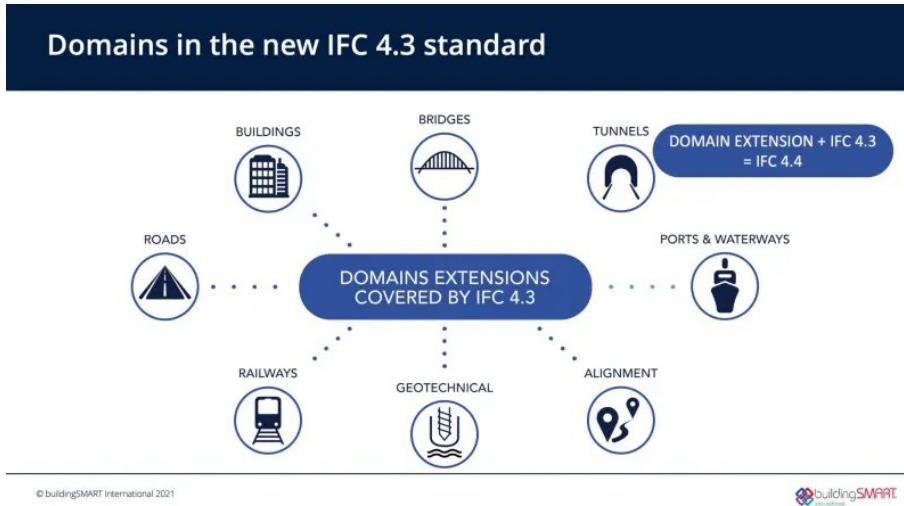 Domains in the new IFC 4.3 standard
BRIDGES
BUILDINGS
TUNNELS
DOMAIN EXTENSION + IFC 4.3
= IFC 4.4
ROADS
PORTS & WATERWAYS
DOMAINS EXTENSIONS
COVERED BY IFC 4.3
RAILWAYS
GEOTECHNICAL
ALIGNMENT
© buildingSMART International 2021
buildingSMART